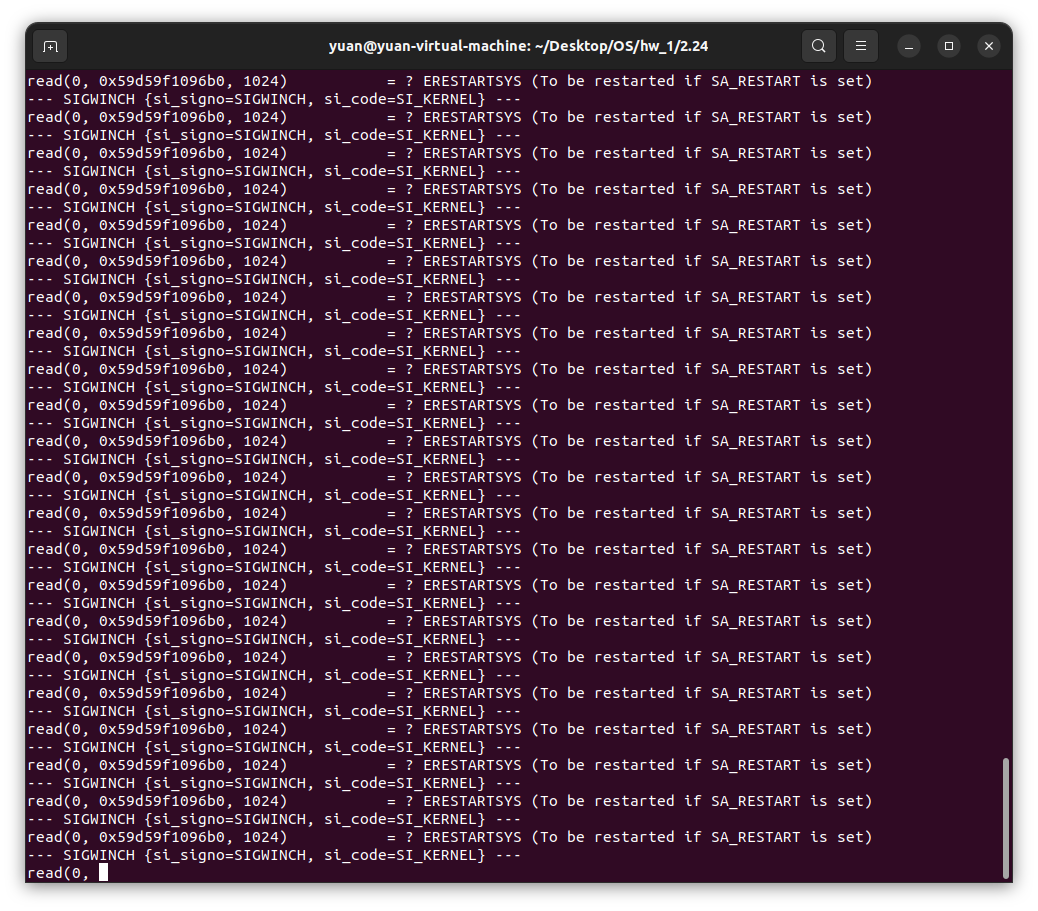 yuan@yuan-virtual-machine: ~/Desktop/OS/hw_1/2.24
read(0, 0x59d59f1096b0, 1024)           = ? ERESTARTSYS (To be restarted if SA_RESTART is set)
--- SIGWINCH {si_signo=SIGWINCH, si_code=SI_KERNEL} ---
read(0, 0x59d59f1096b0, 1024)           = ? ERESTARTSYS (To be restarted if SA_RESTART is set)
--- SIGWINCH {si_signo=SIGWINCH, si_code=SI_KERNEL} ---
read(0, 0x59d59f1096b0, 1024)           = ? ERESTARTSYS (To be restarted if SA_RESTART is set)
--- SIGWINCH {si_signo=SIGWINCH, si_code=SI_KERNEL} ---
read(0, 0x59d59f1096b0, 1024)           = ? ERESTARTSYS (To be restarted if SA_RESTART is set)
--- SIGWINCH {si_signo=SIGWINCH, si_code=SI_KERNEL} ---
read(0, 0x59d59f1096b0, 1024)           = ? ERESTARTSYS (To be restarted if SA_RESTART is set)
--- SIGWINCH {si_signo=SIGWINCH, si_code=SI_KERNEL} ---
read(0, 0x59d59f1096b0, 1024)           = ? ERESTARTSYS (To be restarted if SA_RESTART is set)
--- SIGWINCH {si_signo=SIGWINCH, si_code=SI_KERNEL} ---
read(0, 0x59d59f1096b0, 1024)           = ? ERESTARTSYS (To be restarted if SA_RESTART is set)
--- SIGWINCH {si_signo=SIGWINCH, si_code=SI_KERNEL} ---
read(0, 0x59d59f1096b0, 1024)           = ? ERESTARTSYS (To be restarted if SA_RESTART is set)
--- SIGWINCH {si_signo=SIGWINCH, si_code=SI_KERNEL} ---
read(0, 0x59d59f1096b0, 1024)           = ? ERESTARTSYS (To be restarted if SA_RESTART is set)
--- SIGWINCH {si_signo=SIGWINCH, si_code=SI_KERNEL} ---
read(0, 0x59d59f1096b0, 1024)           = ? ERESTARTSYS (To be restarted if SA_RESTART is set)
--- SIGWINCH {si_signo=SIGWINCH, si_code=SI_KERNEL} ---
read(0, 0x59d59f1096b0, 1024)           = ? ERESTARTSYS (To be restarted if SA_RESTART is set)
--- SIGWINCH {si_signo=SIGWINCH, si_code=SI_KERNEL} ---
read(0, 0x59d59f1096b0, 1024)           = ? ERESTARTSYS (To be restarted if SA_RESTART is set)
--- SIGWINCH {si_signo=SIGWINCH, si_code=SI_KERNEL} ---
read(0, 0x59d59f1096b0, 1024)           = ? ERESTARTSYS (To be restarted if SA_RESTART is set)
--- SIGWINCH {si_signo=SIGWINCH, si_code=SI_KERNEL} ---
read(0, 0x59d59f1096b0, 1024)           = ? ERESTARTSYS (To be restarted if SA_RESTART is set)
--- SIGWINCH {si_signo=SIGWINCH, si_code=SI_KERNEL} ---
read(0, 0x59d59f1096b0, 1024)           = ? ERESTARTSYS (To be restarted if SA_RESTART is set)
--- SIGWINCH {si_signo=SIGWINCH, si_code=SI_KERNEL} ---
read(0, 0x59d59f1096b0, 1024)           = ? ERESTARTSYS (To be restarted if SA_RESTART is set)
--- SIGWINCH {si_signo=SIGWINCH, si_code=SI_KERNEL} ---
read(0, 0x59d59f1096b0, 1024)           = ? ERESTARTSYS (To be restarted if SA_RESTART is set)
--- SIGWINCH {si_signo=SIGWINCH, si_code=SI_KERNEL} ---
read(0, 0x59d59f1096b0, 1024)           = ? ERESTARTSYS (To be restarted if SA_RESTART is set)
--- SIGWINCH {si_signo=SIGWINCH, si_code=SI_KERNEL} ---
read(0, 0x59d59f1096b0, 1024)           = ? ERESTARTSYS (To be restarted if SA_RESTART is set)
--- SIGWINCH {si_signo=SIGWINCH, si_code=SI_KERNEL} ---
read(0, 0x59d59f1096b0, 1024)           = ? ERESTARTSYS (To be restarted if SA_RESTART is set)
--- SIGWINCH {si_signo=SIGWINCH, si_code=SI_KERNEL} ---
read(0, 0x59d59f1096b0, 1024)           = ? ERESTARTSYS (To be restarted if SA_RESTART is set)
--- SIGWINCH {si_signo=SIGWINCH, si_code=SI_KERNEL} ---
read(0, 0x59d59f1096b0, 1024)           = ? ERESTARTSYS (To be restarted if SA_RESTART is set)
--- SIGWINCH {si_signo=SIGWINCH, si_code=SI_KERNEL} ---
read(0,